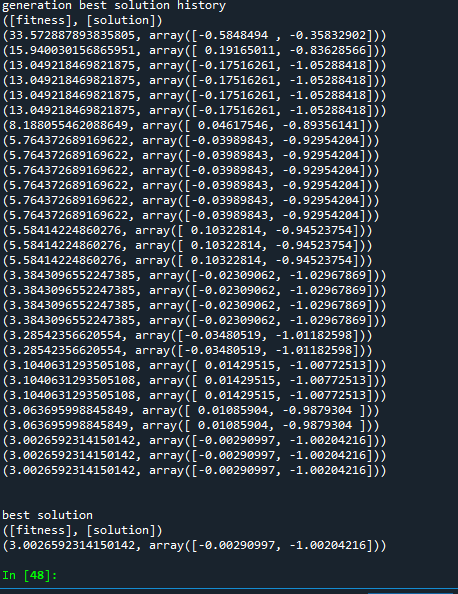 generation best solution history
([fitness], [solution])
(33.572887893835805, array([-0.5848494 , -0.35832902]))
(15.940030156865951, array([ 0.19165011, -0.83628566]))
(13.049218469821875, array([-0.17516261, -1.05288418]))
(13.049218469821875, array([-0.17516261, -1.05288418]))
(13.049218469821875, array([-0.17516261, -1.05288418]))
(13.049218469821875, array([-0.17516261, -1.05288418]))
(8.188055462088649, array([ 0.04617546, -0.89356141]))
(5.764372689169622, array([-0.03989843, -0.92954204]))
(5.764372689169622, array([-0.03989843, -0.92954204]))
(5.764372689169622, array([-0.03989843, -0.92954204]))
(5.764372689169622, array([-0.03989843, -0.92954204]))
(5.764372689169622, array([-0.03989843, -0.92954204]))
(5.764372689169622, array([-0.03989843, -0.92954204]))
(5.58414224860276, array([ 0.10322814, -0.94523754]))
(5.58414224860276, array([ 0.10322814, -0.94523754]))
(5.58414224860276, array([ 0.10322814, -0.94523754]))
(3.3843096552247385, array([-0.02309062, -1.02967869]))
(3.3843096552247385, array([-0.02309062, -1.02967869]))
(3.3843096552247385, array([-0.02309062, -1.02967869]))
(3.3843096552247385, array([-0.02309062, -1.02967869]))
(3.28542356620554, array([-0.03480519, -1.01182598]))
(3.28542356620554, array([-0.03480519, -1.01182598]))
(3.1040631293505108, array([ 0.01429515, -1.00772513]))
(3.1040631293505108, array([ 0.01429515, -1.00772513]))
(3.1040631293505108, array([ 0.01429515, -1.00772513]))
(3.063695998845849, array([ 0.01085904, -0.9879304 ]))
(3.063695998845849, array([ 0.01085904, -0.9879304 ]))
(3.0026592314150142, array([-0.00290997, -1.00204216]))
(3.0026592314150142, array([-0.00290997, -1.00204216]))
(3.0026592314150142, array([-0.00290997, -1.00204216]))
best solution
([fitness], [solution])
(3.0026592314150142, array([-0.00290997, -1.00204216]))
In [48]: